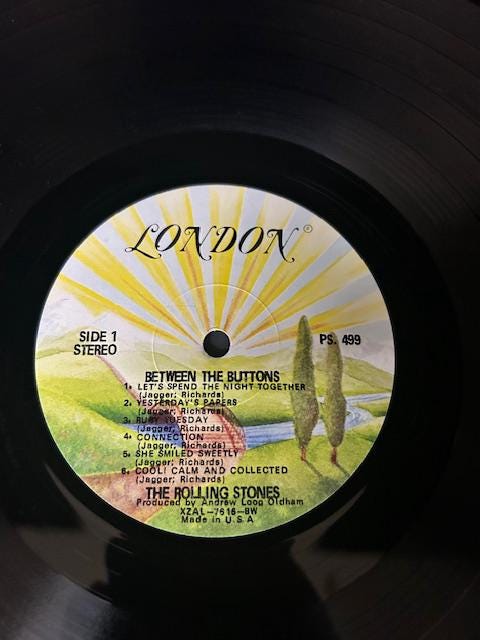 LONDON®
SIDE 1
STEREO
PS. 499
BETWEEN THE BUTTONS
1. LET'S SPEND THE NIGHT TOGETHER
(Jagger; Richards)
2. YESTERDAY'S PAPERS
(Jagger; Richards)
3. RUBY TUESDAY
(Jagger; Richards)
4. CONNECTION
(Jagger; Richards)
5. SHE SMILED SWEETLY
(Jagger; Richards)
6. COOL! CALM AND COLLECTED
(Jagger; Richards)
THE ROLLING STONES
Produced by Andrew Loog Oldham
XZAL-7616-BW
Made in U.S.A